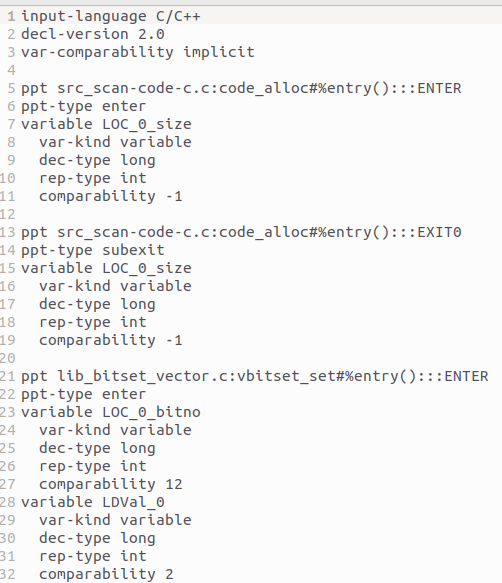 1 input-language C/C++
2 decl-version 2.0
3 var-comparability implicit
4
5 ppt src_scan-code-c.c:code_alloc#%entry():::ENTER
6 ppt-type enter
7 variable LOC_0_size
8   var-kind variable
9   dec-type long
10   rep-type int
11   comparability -1
12
13 ppt src_scan-code-c.c:code_alloc#%entry():::EXIT0
14 ppt-type subexit
15 variable LOC_0_size
16   var-kind variable
17   dec-type long
18   rep-type int
19   comparability -1
20
21 ppt lib_bitset_vector.c:vbitset_set#%entry():::ENTER
22 ppt-type enter
23 variable LOC_0_bitno
24   var-kind variable
25   dec-type long
26   rep-type int
27   comparability 12
28 variable LDVal_0
29   var-kind variable
30   dec-type long
31   rep-type int
32   comparability 2